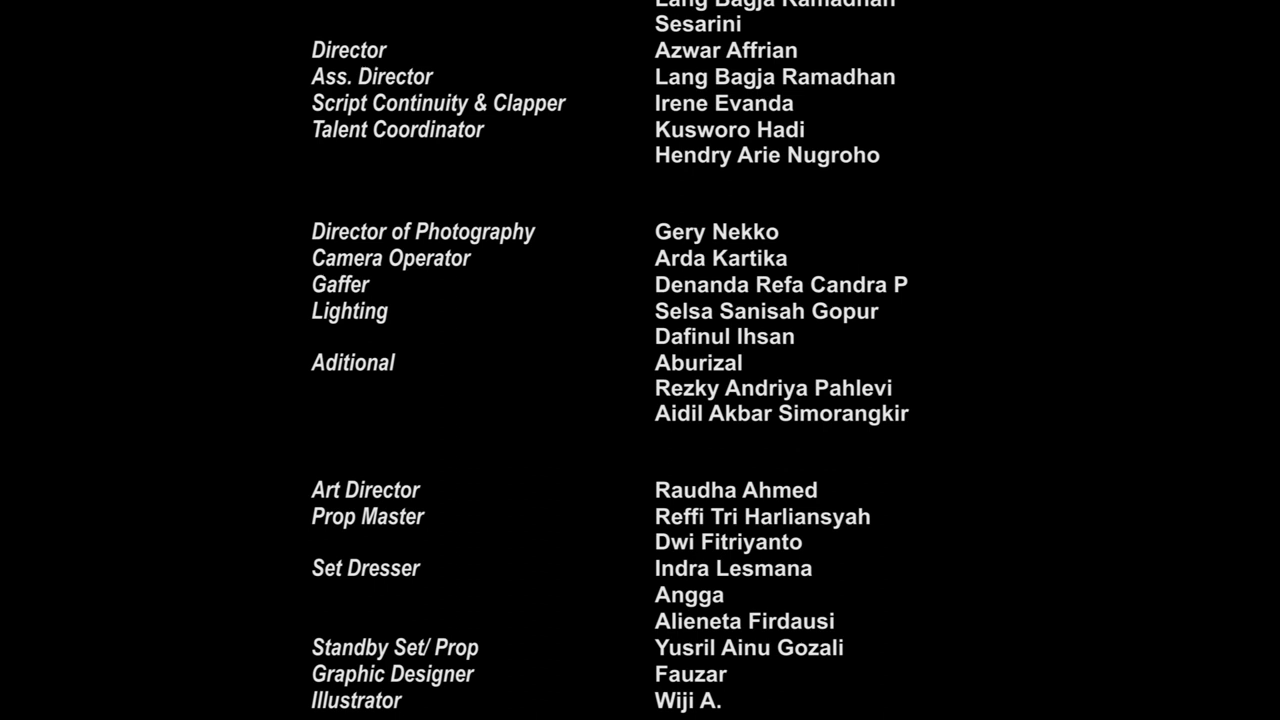 Lang Bagja Ramadhan
Sesarini
Director Azwar Affrian
Ass. Director Lang Bagja Ramadhan
Script Continuity & Clapper Irene Evanda
Talent Coordinator Kusworo Hadi
Hendry Arie Nugroho
Director of Photography Gery Nekko
Camera Operator Arda Kartika
Gaffer Denanda Refa Candra P
Lighting Selsa Sanisah Gopur
Dafinul Ihsan
Aditional Aburizal
Rezky Andriya Pahlevi
Aidil Akbar Simorangkir
Art Director Raudha Ahmed
Prop Master Reffi Tri Harliansyah
Dwi Fitriyanto
Set Dresser Indra Lesmana
Angga
Alieneta Firdausi
Standby Set/ Prop Yusril Ainu Gozali
Graphic Designer Fauzar
Illustrator Wiji A.